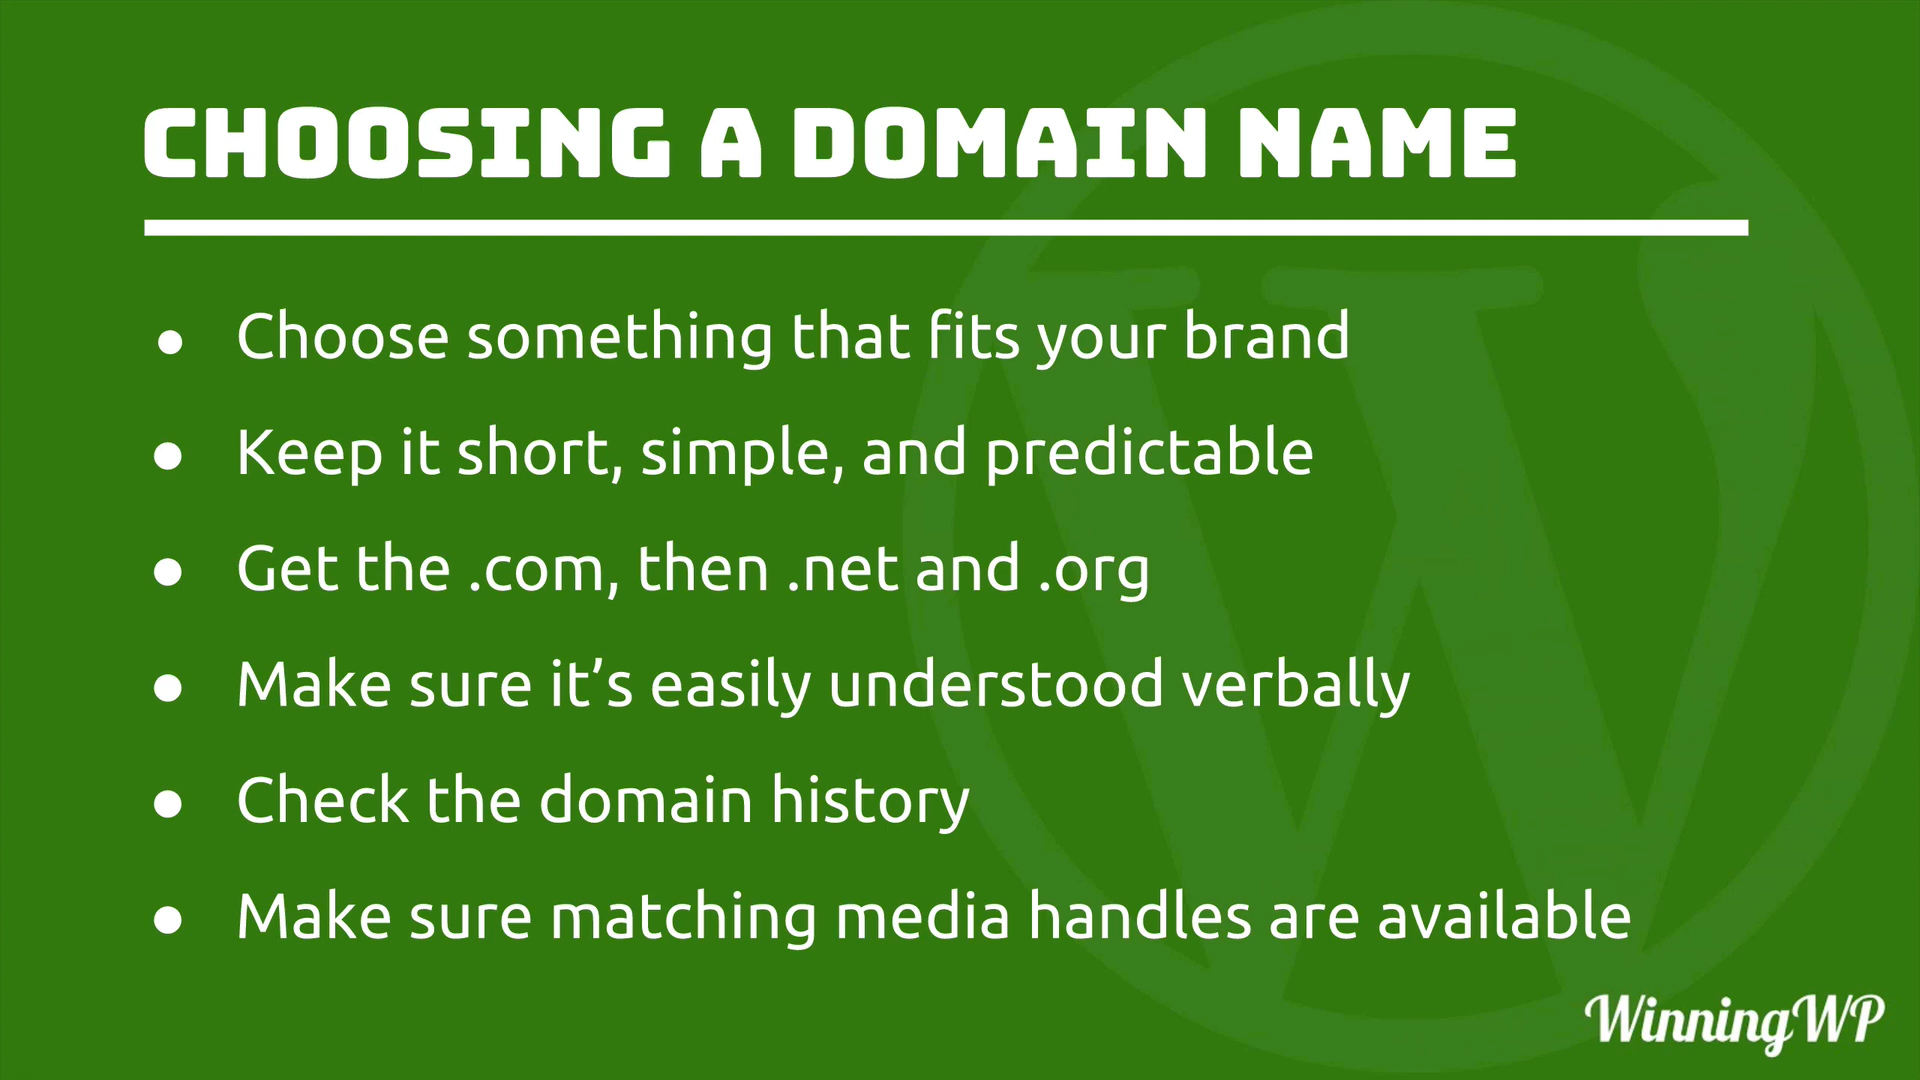 CHOOSING A DOMAIN NAME
● Choose something that fits your brand
● Keep it short, simple, and predictable
● Get the .com, then .net and .org
● Make sure it’s easily understood verbally
● Check the domain history
● Make sure matching media handles are available
WinningWP